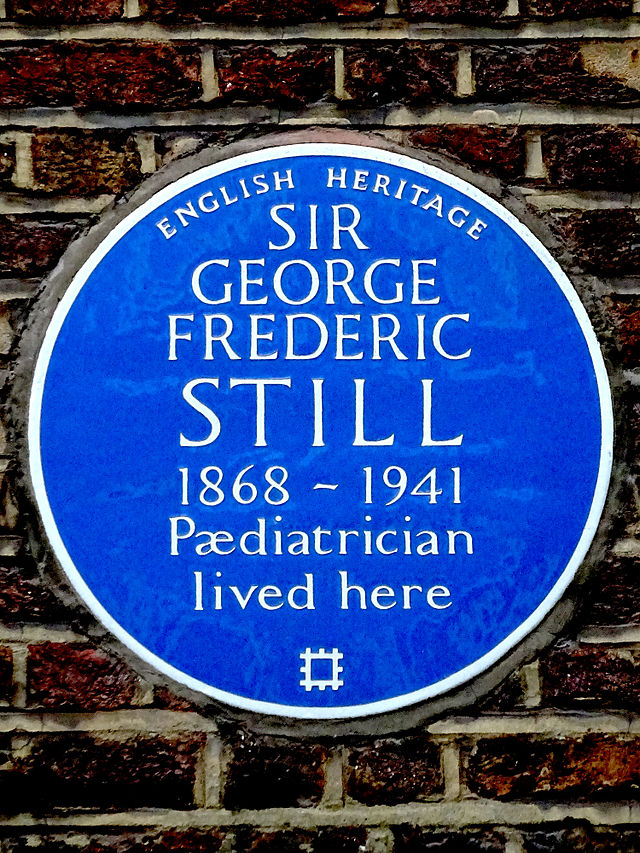 ENGLISH HERITAGE
SIR
GEORGE
FREDERIC
STILL
1868 ~ 1941
Pædiatrician
lived here